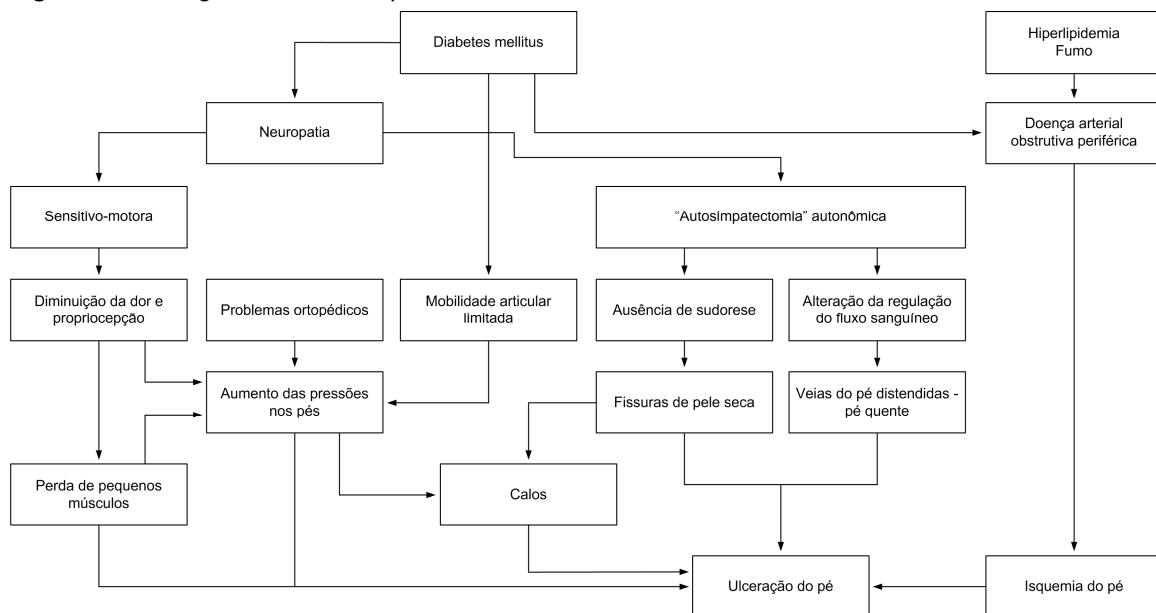 Diabetes mellitus
Hiperlipidemia
Fumo
Neuropatia
Doença arterial
obstrutiva periférica
Sensitivo-motora
“Autosimpatectomia” autonômica
Diminuição da dor e
propriocepção
Problemas ortopédicos
Mobilidade articular
limitada
Ausência de sudorese
Alteração da regulação
do fluxo sanguíneo
Aumento das pressões
nos pés
Fissuras de pele seca
Veias do pé distendidas -
pé quente
Perda de pequenos
músculos
Calos
Ulceração do pé
Isquemia do pé